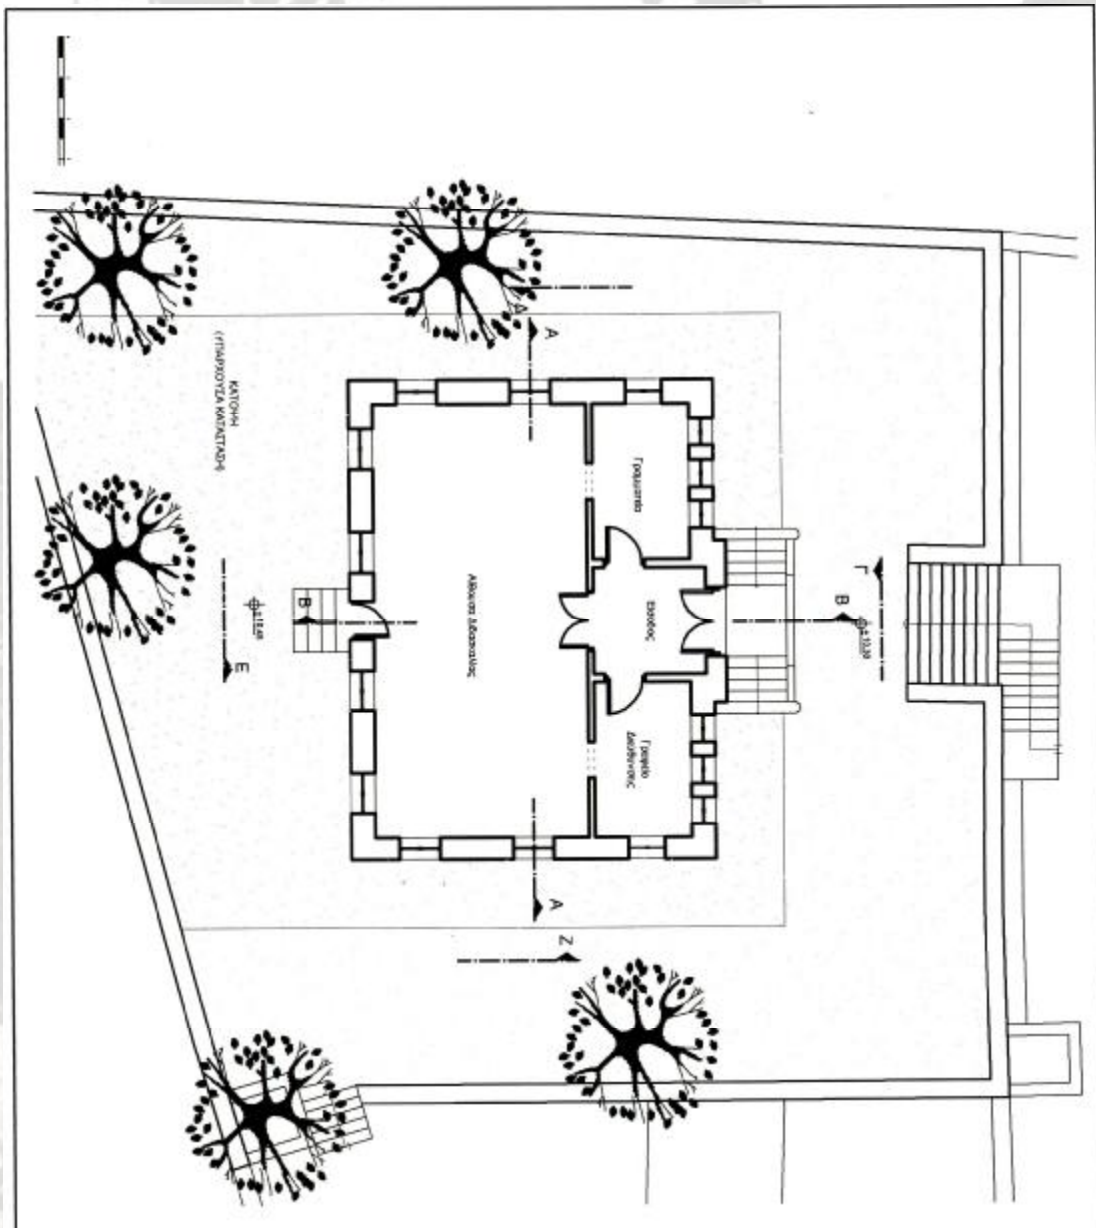 ΚΑΤΟΨΗ
(ΥΠΑΡΧΟΥΣΑ ΚΑΤΑΣΤΑΣΗ)
Δ
Α
Γραμματεία
Γ
Β
Β
Είσοδος
Αίθουσα Διδασκαλίας
Ε
Γραφείο
Διεύθυνσης
Α
Ζ